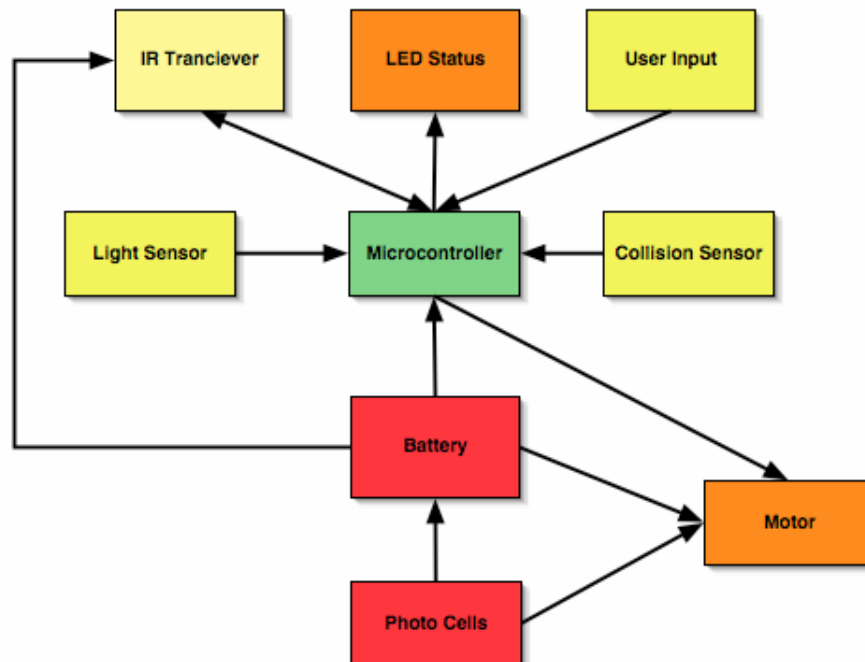 IR Tranciever
LED Status
User Input
Light Sensor
Microcontroller
Collision Sensor
Battery
Motor
Photo Cells